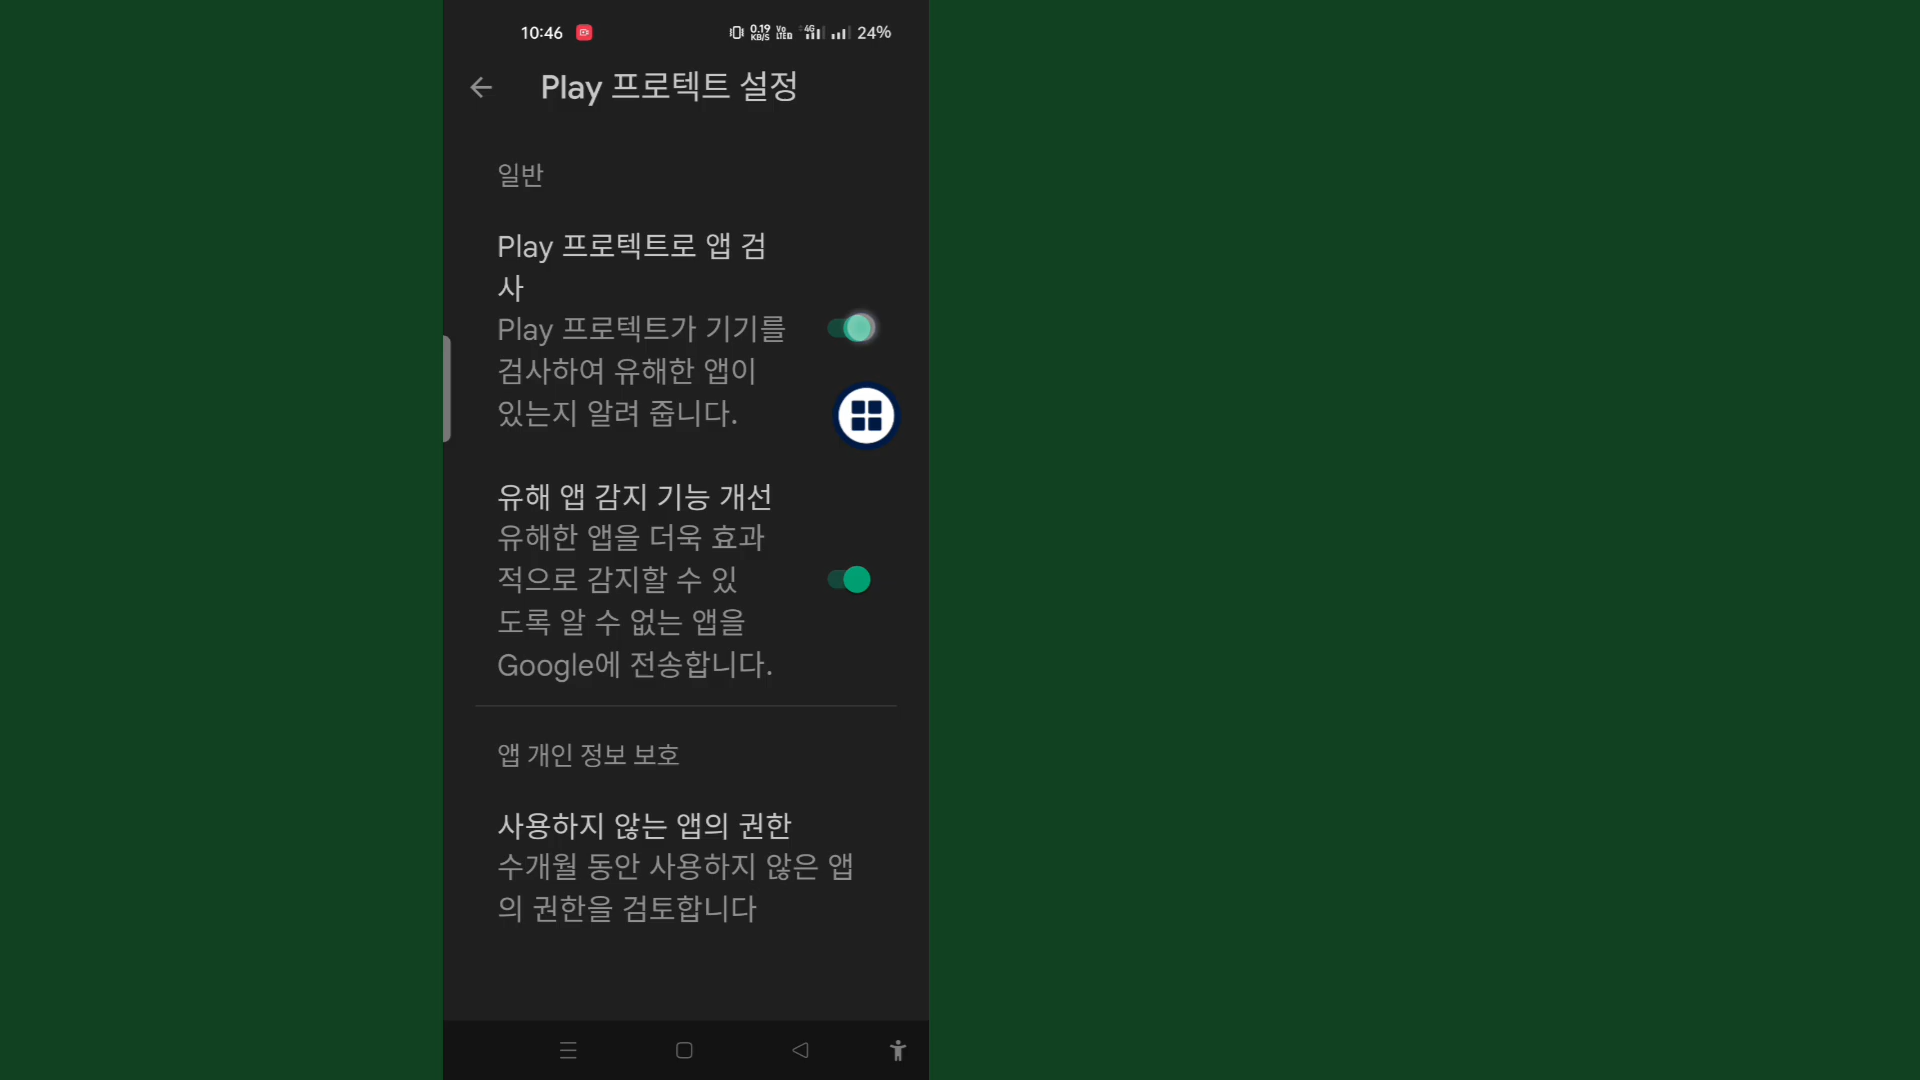 10:46
0.19 KB/S Vo LTE 4G 24%
Play 프로텍트 설정
일반
Play 프로텍트로 앱 검
사
Play 프로텍트가 기기를
검사하여 유해한 앱이
있는지 알려 줍니다.
유해 앱 감지 기능 개선
유해한 앱을 더욱 효과
적으로 감지할 수 있
도록 알 수 없는 앱을
Google에 전송합니다.
앱 개인 정보 보호
사용하지 않는 앱의 권한
수개월 동안 사용하지 않은 앱
의 권한을 검토합니다